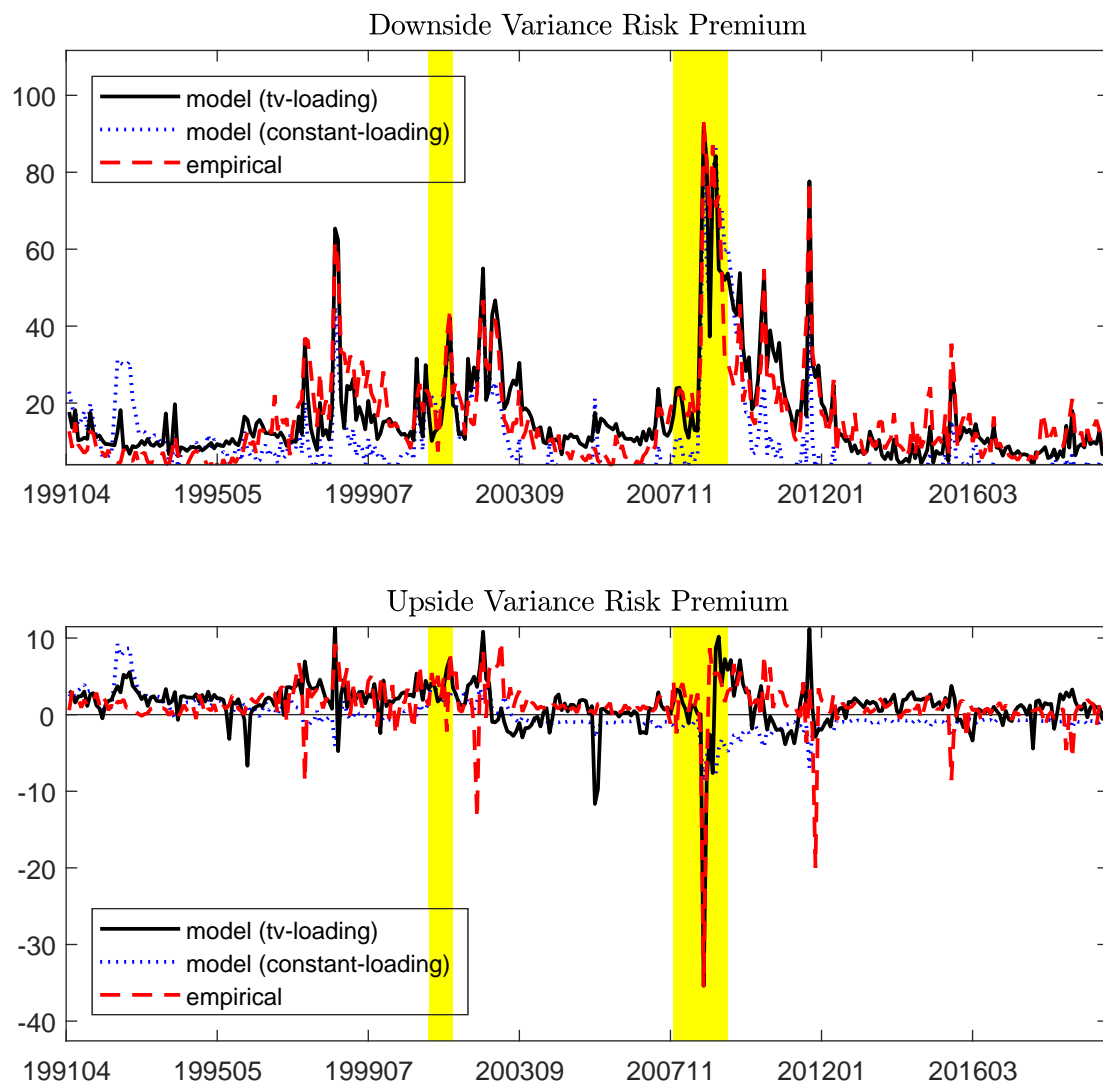 Downside Variance Risk Premium
100
80
60
40
20
model (tv-loading)
model (constant-loading)
empirical
199104 199505 199907 200309 200711 201201 201603
Upside Variance Risk Premium
10
0
-10
-20
-30
-40
model (tv-loading)
model (constant-loading)
empirical
199104 199505 199907 200309 200711 201201 201603